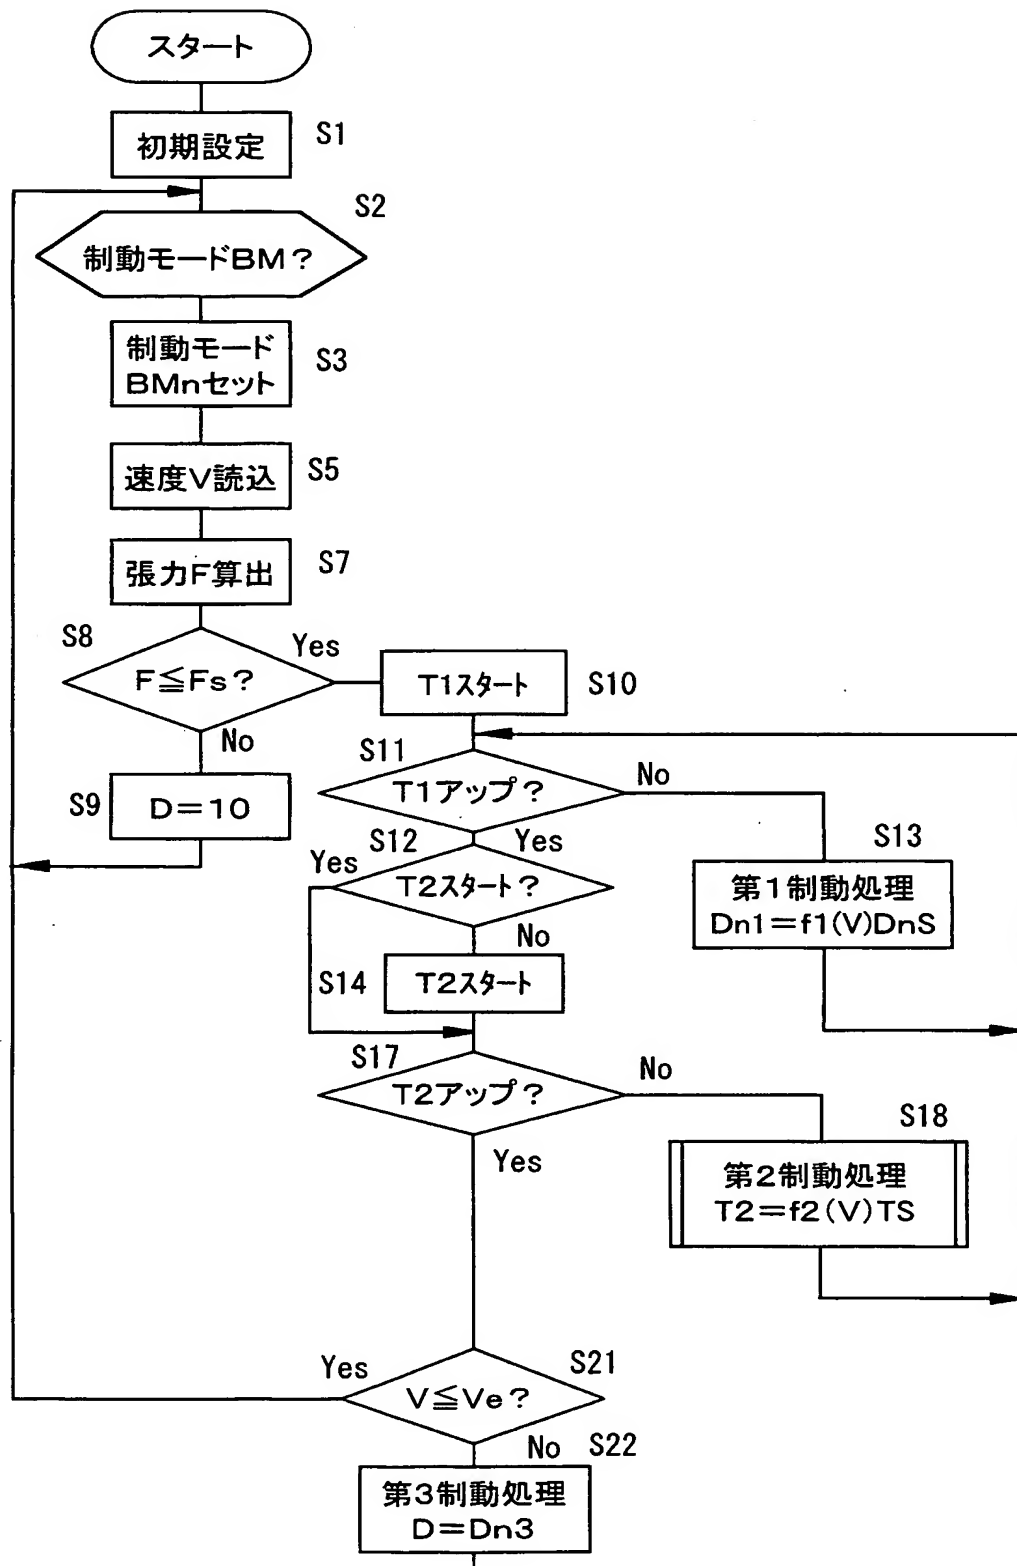 スタート
初期設定
S1
S2
制動モードBM?
制動モード
BMnセット
S3
速度V読込
S5
張力F算出
S7
S8
F≦Fs?
Yes
No
T1スタート
S10
S9
D=10
S11
T1アップ?
No
Yes
S12
Yes
T2スタート?
No
S13
第1制動処理
Dn1=f1(V)DnS
S14
T2スタート
S17
T2アップ?
No
Yes
S18
第2制動処理
T2=f2(V)TS
Yes
S21
V≦Ve?
No
S22
第3制動処理
D=Dn3